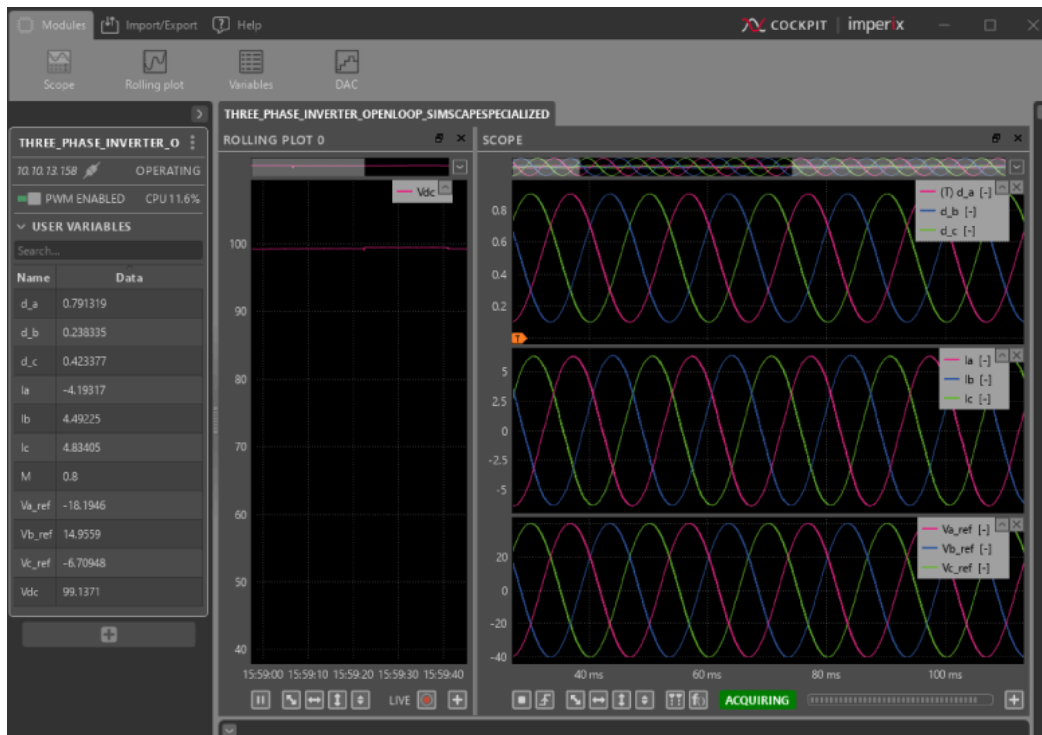 Modules Import/Export Help COCKPIT imperix
Scope Rolling plot Variables DAC
THREE_PHASE_INVERTER_OPENLOOP_SIMSCAPESPECIALIZED
THREE_PHASE_INVERTER_O
10.10.13.158 OPERATING
PWM ENABLED CPU 11.6%
USER VARIABLES
Search...
Name Data
d_a 0.791319
d_b 0.238335
d_c 0.423377
Ia -4.19317
Ib 4.49225
Ic 4.83405
M 0.8
Va_ref -18.1946
Vb_ref 14.9559
Vc_ref -6.70948
Vdc 99.1371
ROLLING PLOT 0
Vdc
100
90
80
70
60
50
40
15:59:00 15:59:10 15:59:20 15:59:30 15:59:40
LIVE
SCOPE
(T) d_a [-]
d_b [-]
d_c [-]
0.8
0.6
0.4
0.2
T
Ia [-]
Ib [-]
Ic [-]
5
2.5
0
-2.5
-5
Va_ref [-]
Vb_ref [-]
Vc_ref [-]
20
0
-20
-40
40 ms 60 ms 80 ms 100 ms
f()
ACQUIRING